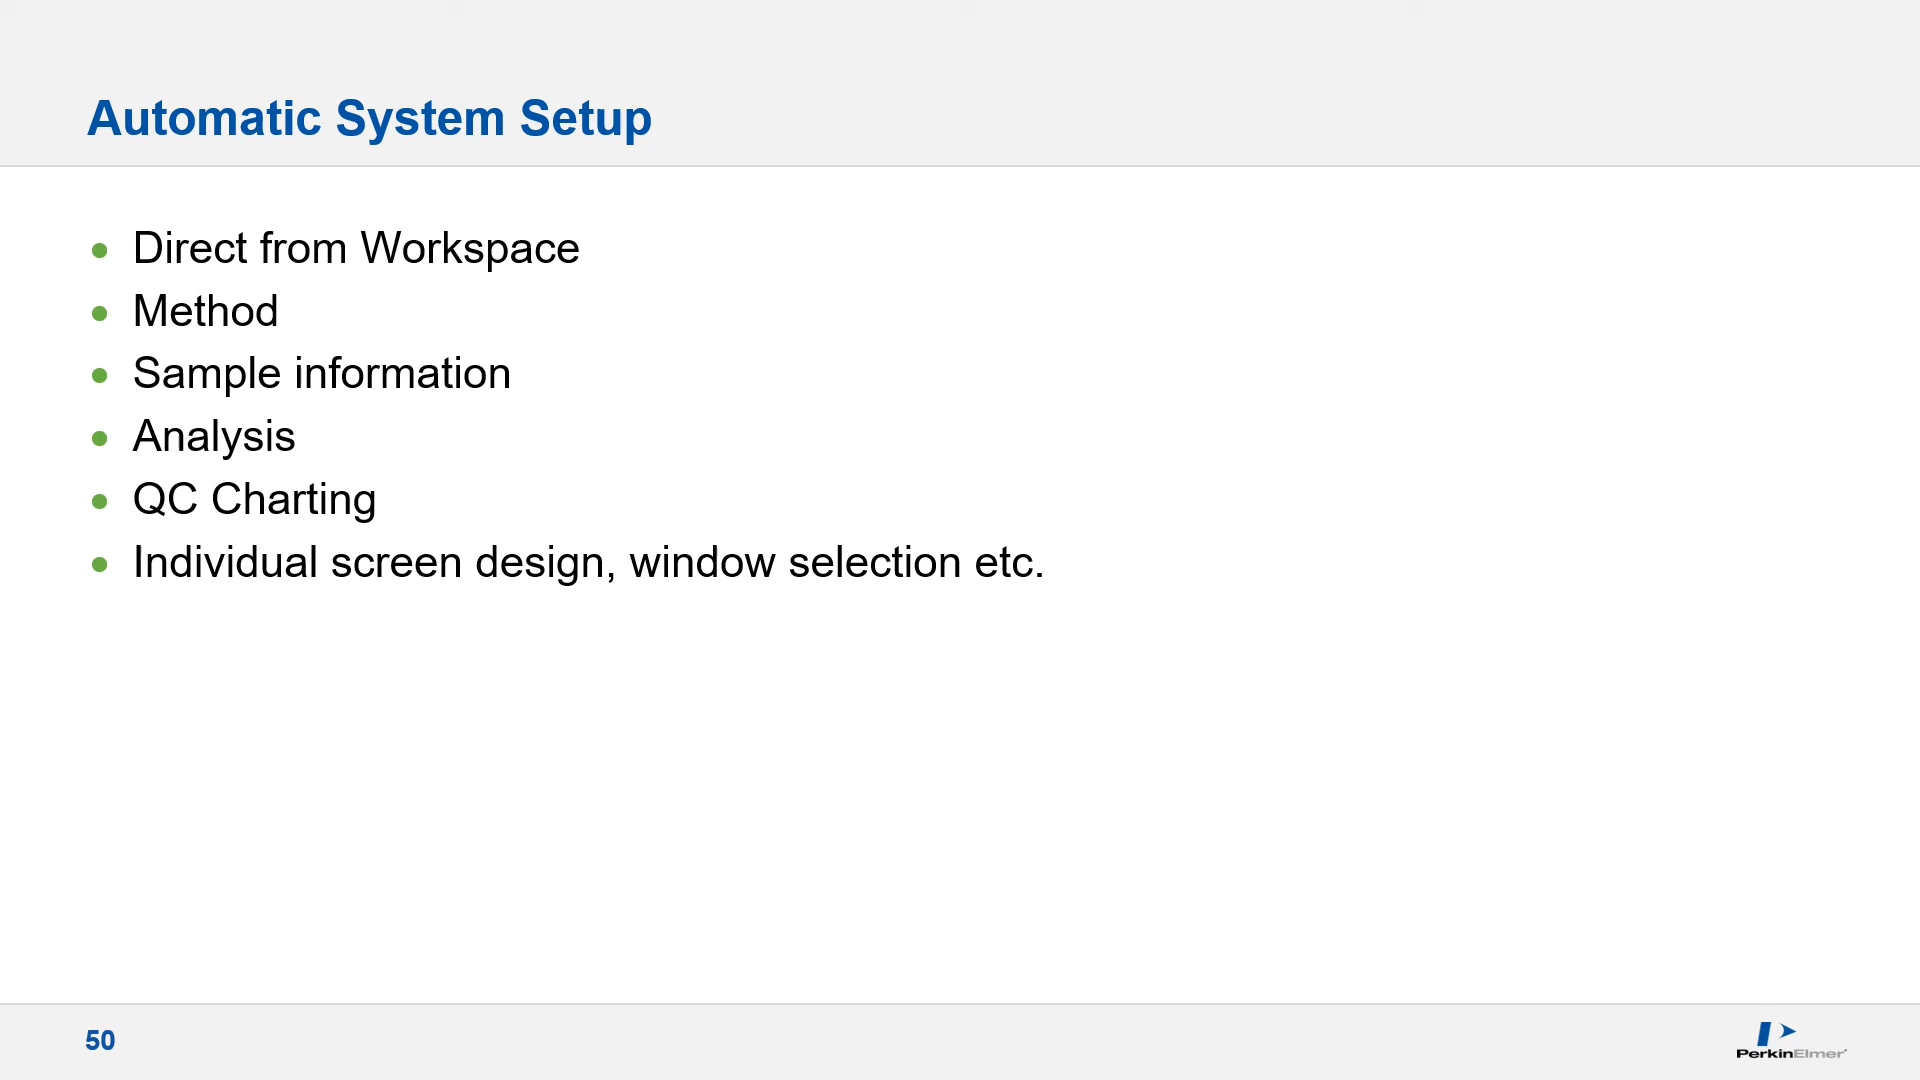 Automatic System Setup
Direct from Workspace
Method
Sample information
Analysis
QC Charting
Individual screen design, window selection etc.
50
PerkinElmer